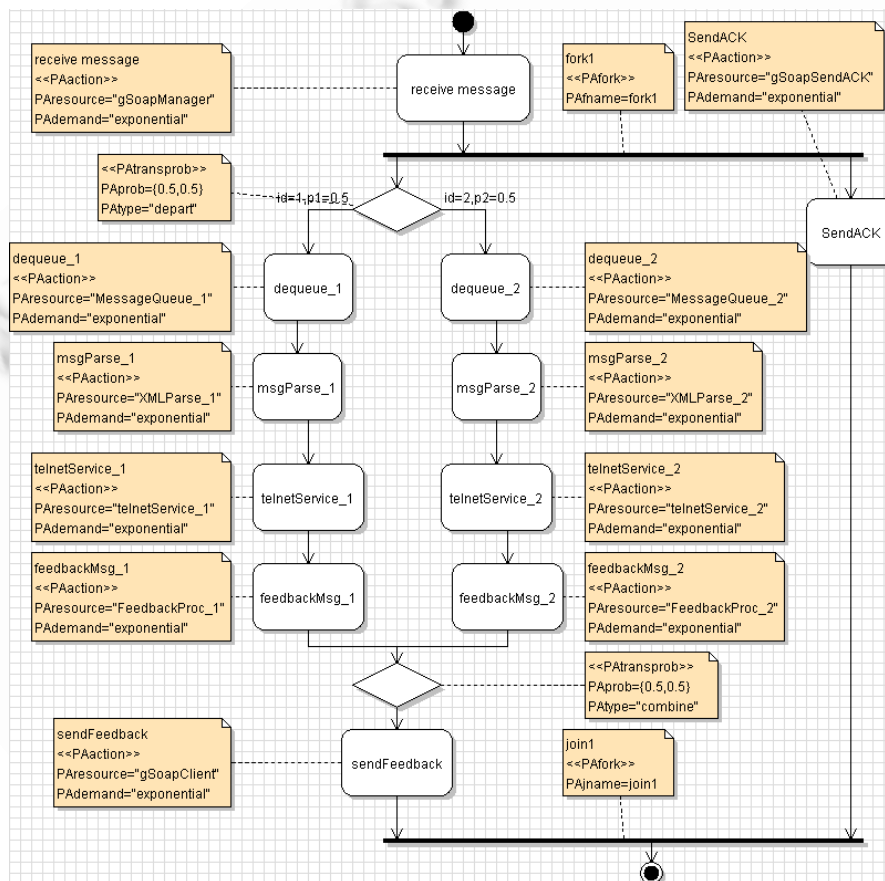 receive message
<<PAaction>>
PAresource="gSoapManager"
PAdemand="exponential"
receive message
fork1
<<PAfork>>
PAfname=fork1
SendACK
<<PAaction>>
PAresource="gSoapSendACK"
PAdemand="exponential"
<<PAtransprob>>
PAprob={0.5,0.5}
PAtype="depart"
id=1,p1=0.5
id=2,p2=0.5
SendACK
dequeue_1
<<PAaction>>
PAresource="MessageQueue_1"
PAdemand="exponential"
dequeue_1
dequeue_2
dequeue_2
<<PAaction>>
PAresource="MessageQueue_2"
PAdemand="exponential"
msgParse_1
<<PAaction>>
PAresource="XMLParse_1"
PAdemand="exponential"
msgParse_1
msgParse_2
msgParse_2
<<PAaction>>
PAresource="XMLParse_2"
PAdemand="exponential"
telnetService_1
<<PAaction>>
PAresource="telnetService_1"
PAdemand="exponential"
telnetService_1
telnetService_2
telnetService_2
<<PAaction>>
PAresource="telnetService_2"
PAdemand="exponential"
feedbackMsg_1
<<PAaction>>
PAresource="FeedbackProc_1"
PAdemand="exponential"
feedbackMsg_1
feedbackMsg_2
feedbackMsg_2
<<PAaction>>
PAresource="FeedbackProc_2"
PAdemand="exponential"
<<PAtransprob>>
PAprob={0.5,0.5}
PAtype="combine"
sendFeedback
<<PAaction>>
PAresource="gSoapClient"
PAdemand="exponential"
sendFeedback
join1
<<PAfork>>
PAjname=join1